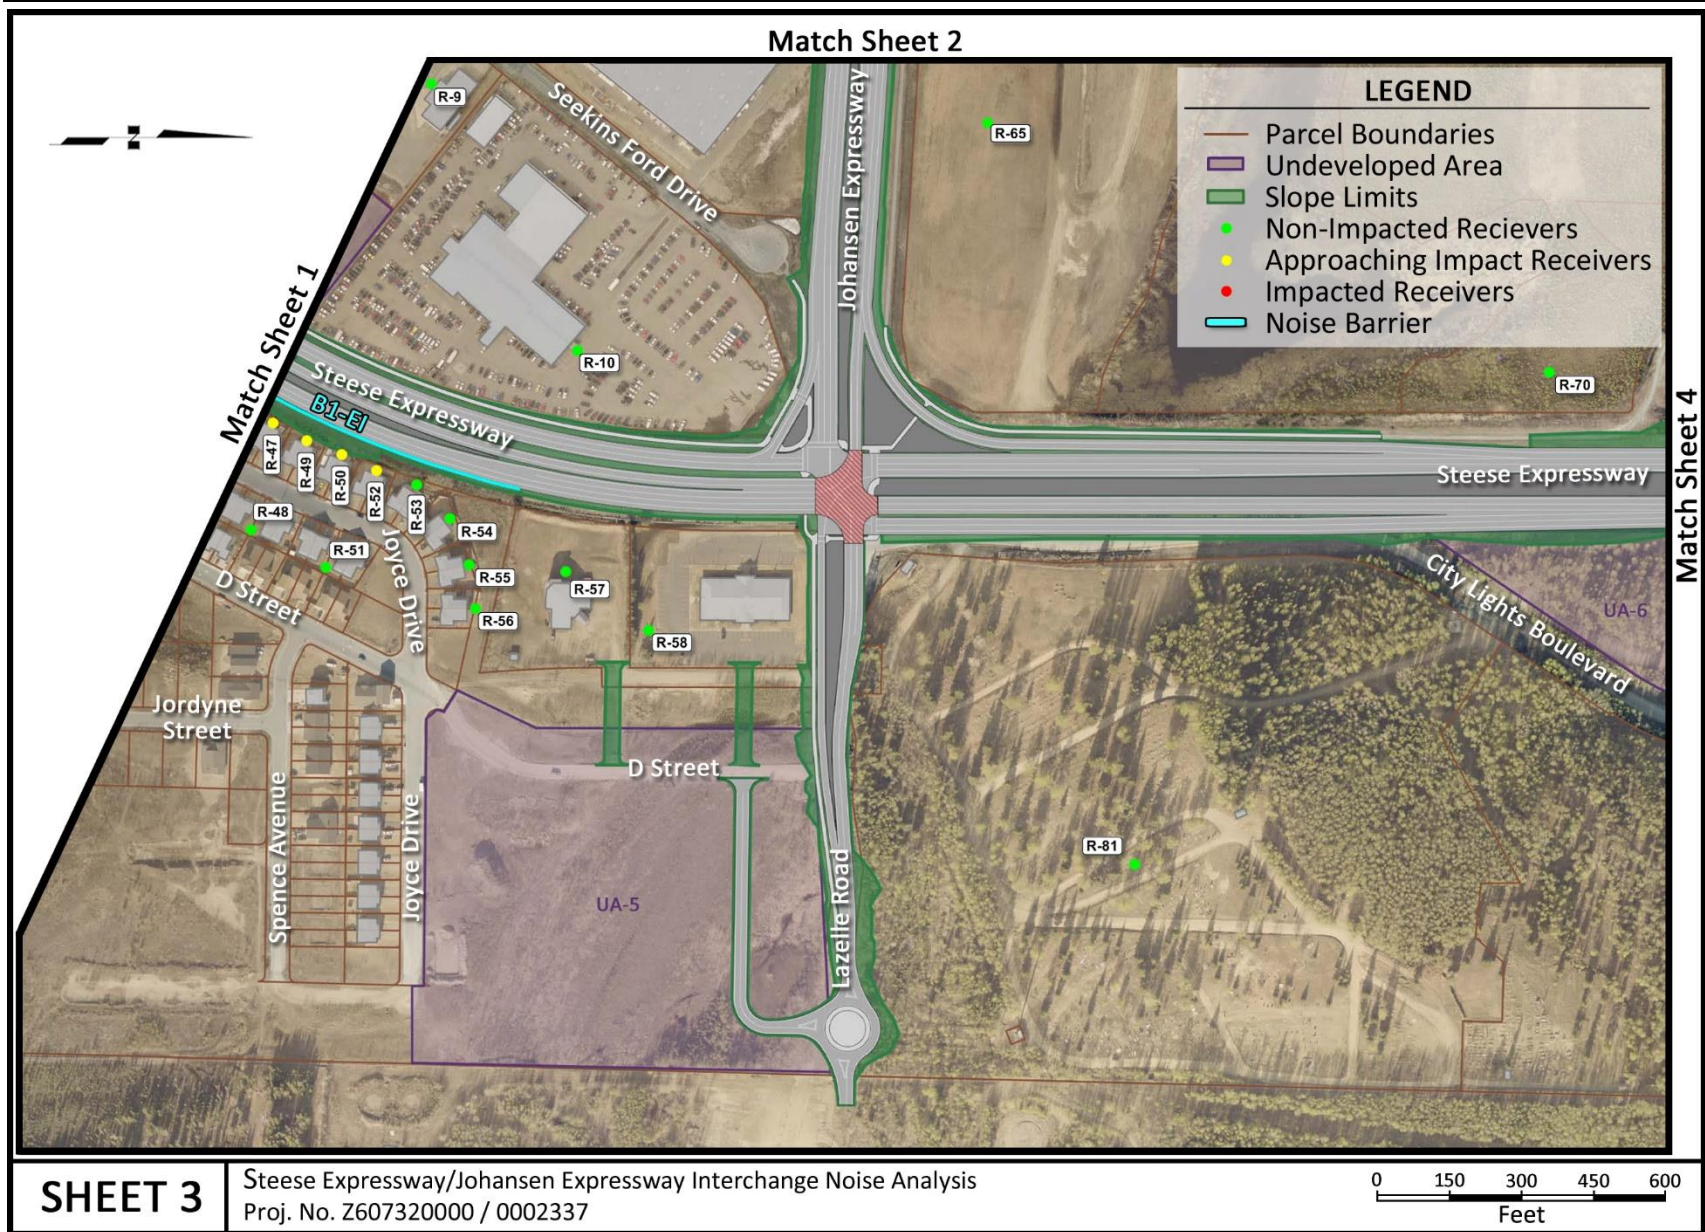 Match Sheet 2
LEGEND
Parcel Boundaries
Undeveloped Area
Slope Limits
Non-Impacted Recievers
Approaching Impact Receivers
Impacted Receivers
Noise Barrier
N
R-9
Seekins Ford Drive
Johansen Expressway
R-65
Match Sheet 1
R-10
R-70
Steese Expressway
B1-EI
Steese Expressway
Match Sheet 4
R-47
R-49
R-50
R-52
R-53
R-48
R-54
R-51
R-55
R-57
R-56
R-58
D Street
Joyce Drive
City Lights Boulevard
UA-6
Jordyne
Street
D Street
Spence Avenue
Joyce Drive
UA-5
Lazelle Road
R-81
SHEET 3
Steese Expressway/Johansen Expressway Interchange Noise Analysis
Proj. No. Z607320000 / 0002337
0 150 300 450 600
Feet